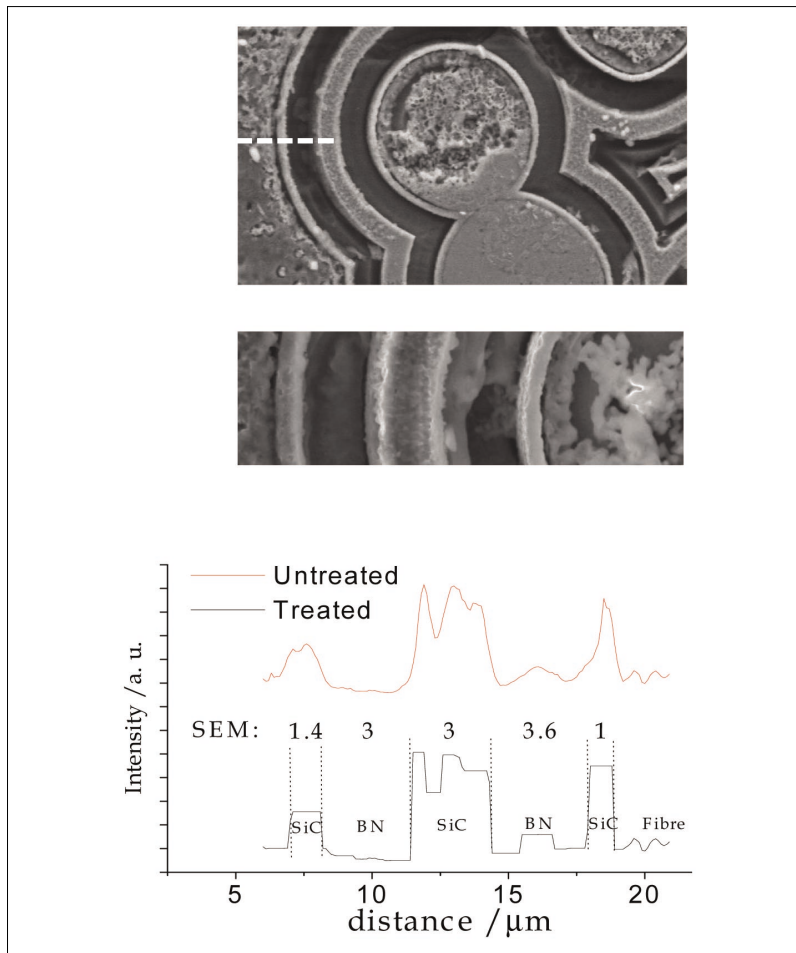 Untreated
Treated
Intensity /a. u.
SEM: 1.4 3 3 3.6 1
SiC BN SiC BN SiC Fibre
5 10 15 20
distance /μm